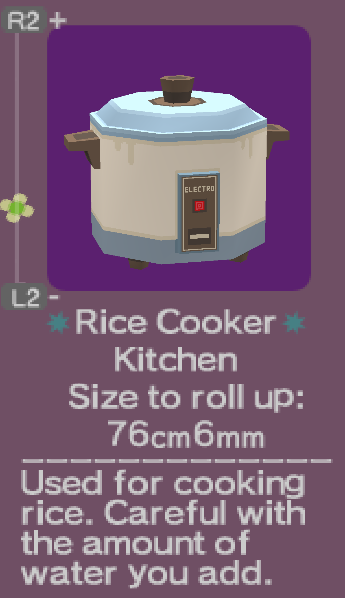 R2 +
ELECTRO
L2 -
Rice Cooker
Kitchen
Size to roll up:
76cm6mm
Used for cooking
rice. Careful with
the amount of
water you add.